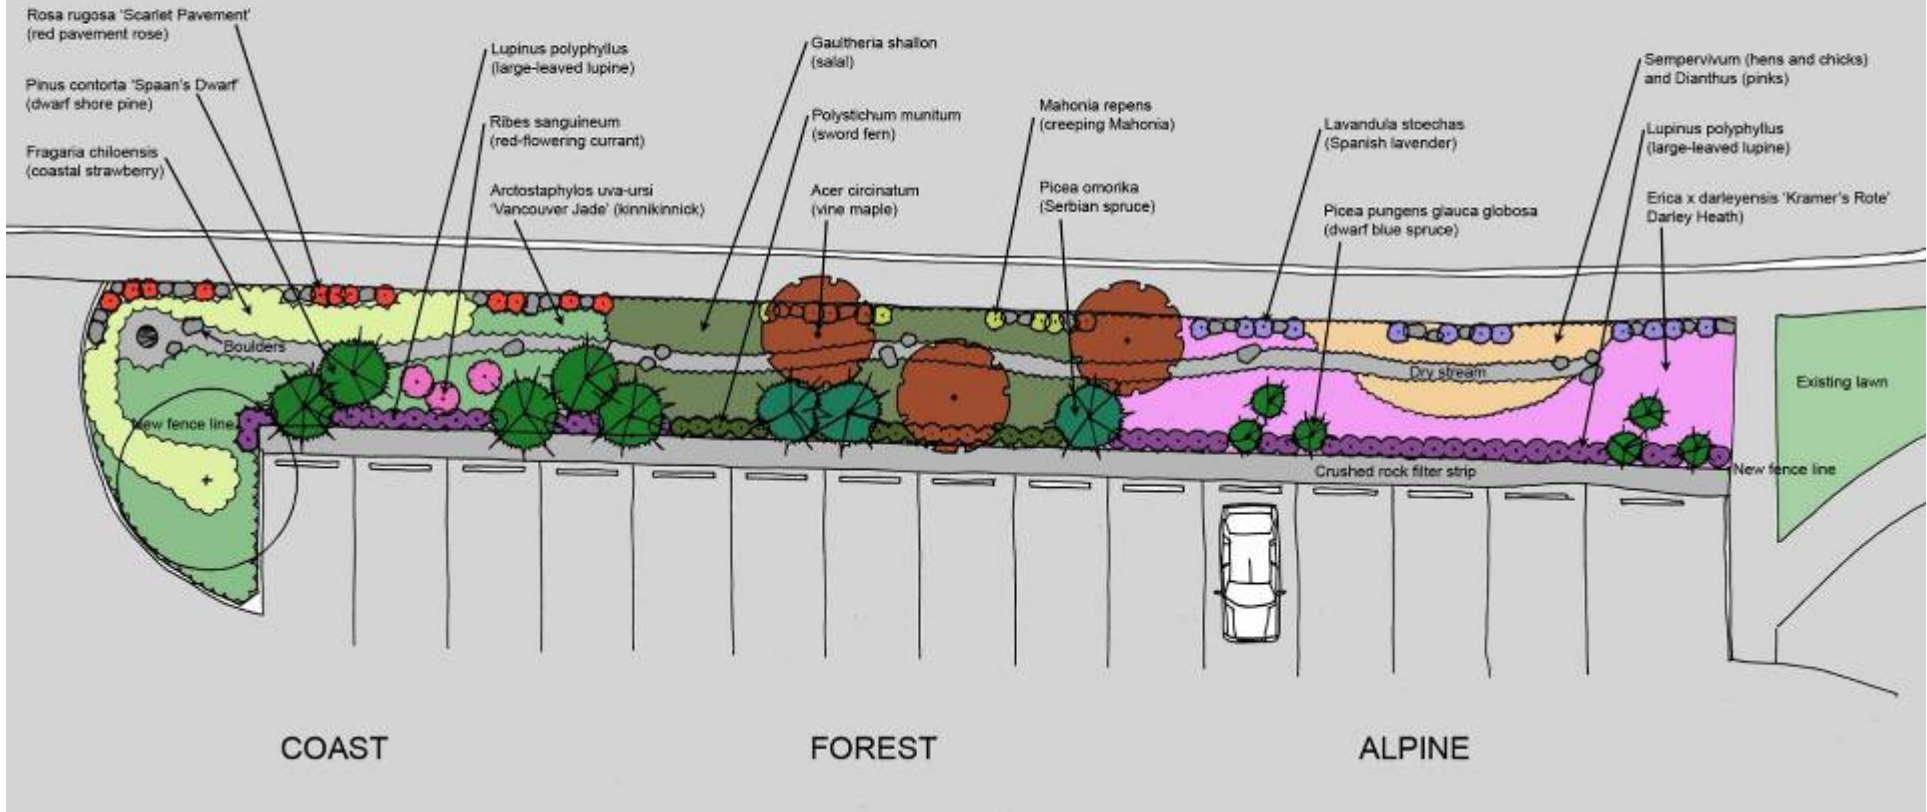 Rosa rugosa 'Scarlet Pavement'
(red pavement rose)
Pinus contorta 'Spaan's Dwarf'
(dwarf shore pine)
Fragaria chiloensis
(coastal strawberry)
Lupinus polyphyllus
(large-leaved lupine)
Ribes sanguineum
(red-flowering currant)
Arctostaphylos uva-ursi
'Vancouver Jade' (kinnikinnick)
Gaultheria shallon
(salal)
Polystichum munitum
(sword fern)
Acer circinatum
(vine maple)
Mahonia repens
(creeping Mahonia)
Picea omorika
(Serbian spruce)
Lavandula stoechas
(Spanish lavender)
Picea pungens glauca globosa
(dwarf blue spruce)
Sempervivum (hens and chicks)
and Dianthus (pinks)
Lupinus polyphyllus
(large-leaved lupine)
Erica x darleyensis 'Kramer's Rote'
Darley Heath)
Boulders
Dry stream
Existing lawn
New fence line
Crushed rock filter strip
New fence line
COAST
FOREST
ALPINE